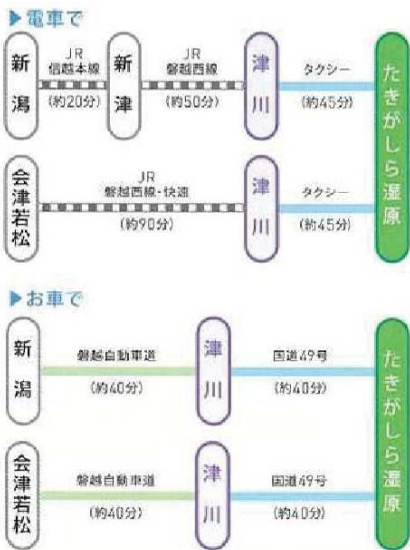 ▶電車で
新潟
JR
信越本線
(約20分)
新津
JR
磐越西線
(約50分)
津川
タクシー
(約45分)
たきがしら湿原
会津若松
JR
磐越西線・快速
(約90分)
津川
タクシー
(約45分)
▶お車で
新潟
磐越自動車道
(約40分)
津川
国道49号
(約40分)
たきがしら湿原
会津若松
磐越自動車道
(約40分)
津川
国道49号
(約40分)